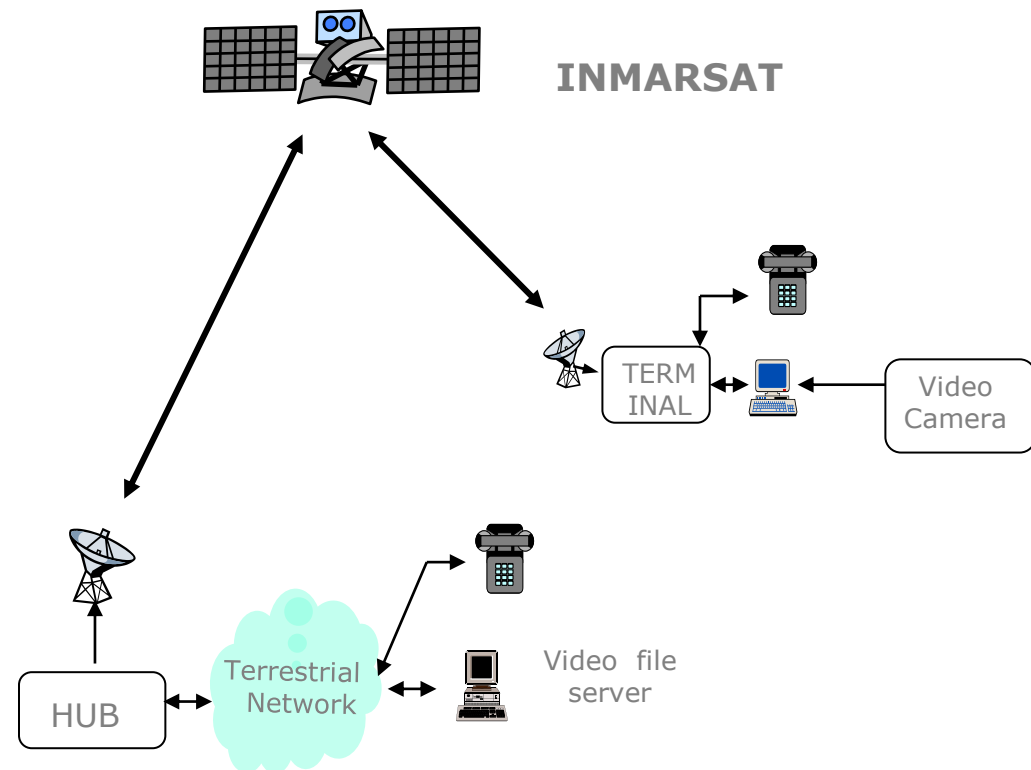 INMARSAT
TERM
INAL
Video
Camera
Terrestrial
Network
Video file
server
HUB